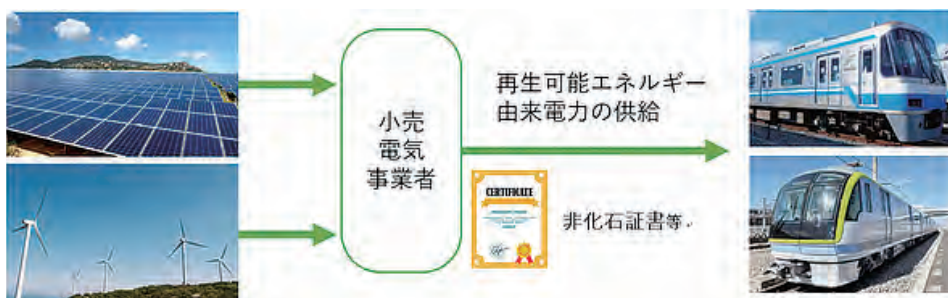 小売
電気
事業者
再生可能エネルギー
由来電力の供給
CERTIFICATE
非化石証書等